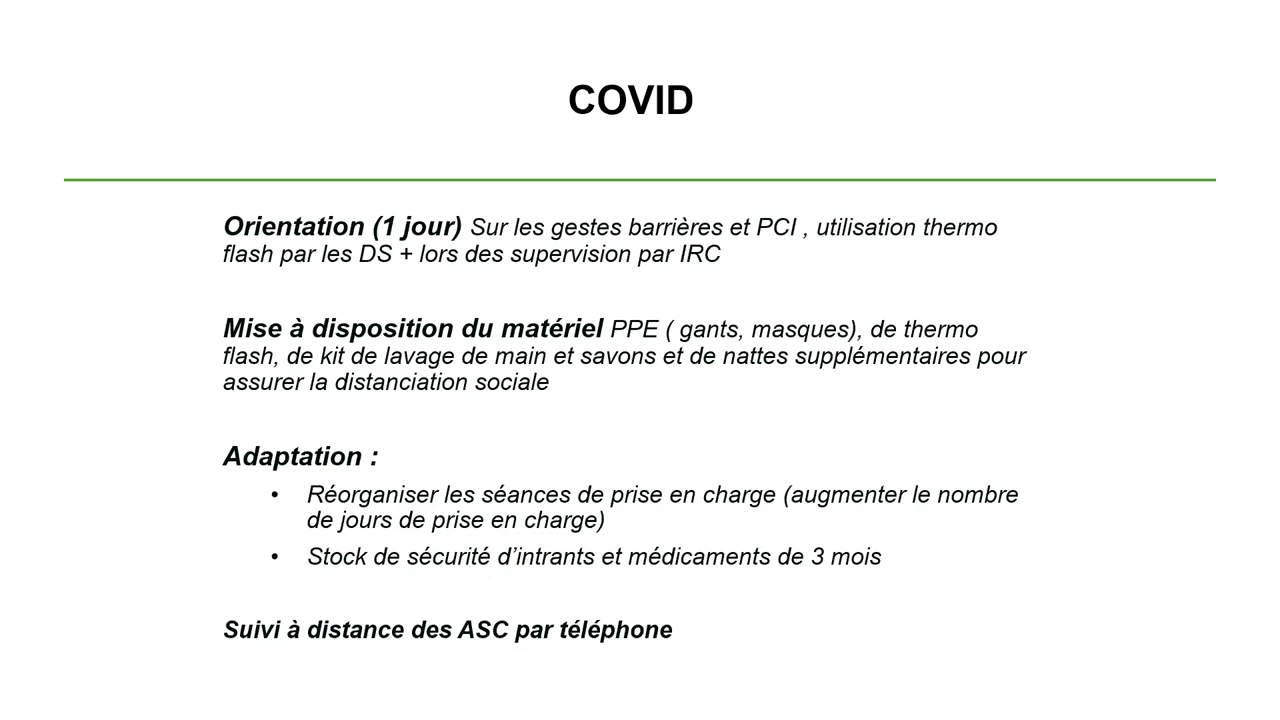 COVID
Orientation (1 jour) Sur les gestes barrières et PCI , utilisation thermo
flash par les DS + lors des supervision par IRC
Mise à disposition du matériel PPE ( gants, masques), de thermo
flash, de kit de lavage de main et savons et de nattes supplémentaires pour
assurer la distanciation sociale
Adaptation :
• Réorganiser les séances de prise en charge (augmenter le nombre
de jours de prise en charge)
• Stock de sécurité d’intrants et médicaments de 3 mois
Suivi à distance des ASC par téléphone